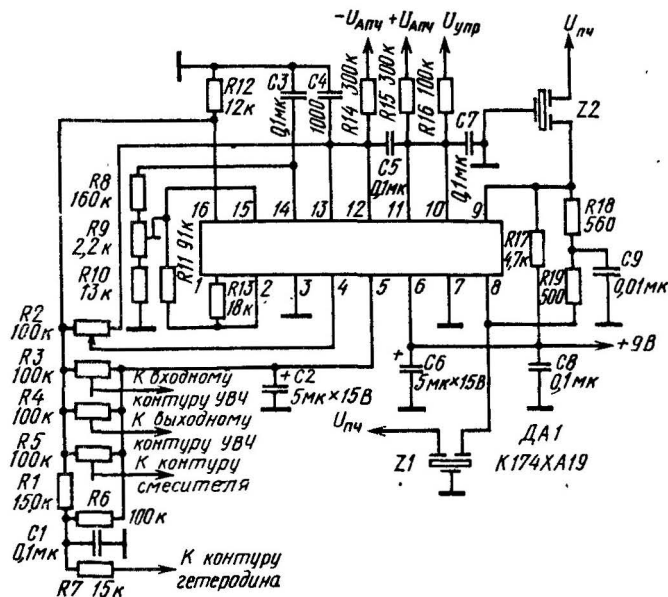 -UАПЧ +UАПЧ Uупр Uпч
R12
12к
C3
0,1мк
C4
1000
R14 300к
R15 300к
R16 100к
C7
0,1мк
Z2
C5
0,1мк
R8
160к
R9
2,2к
R10
13к
R11 91к
16 15 14 13 12 11 10 9
1 2 3 4 5 6 7 8
R13
18к
R17
4,7к
R18
560
R19
500
C9
0,01мк
R2
100к
R3
100к
R4
100к
R5
100к
R1
150к
R6
100к
C1
0,1мк
R7 15к
К входному
контуру УВЧ
К выходному
контуру УВЧ
К контуру
смесителя
К контуру
гетеродина
+ C2
5мк×15В
+ C6
5мк×15В
+9В
C8
0,1мк
Uпч
Z1
ДА1
К174ХА19